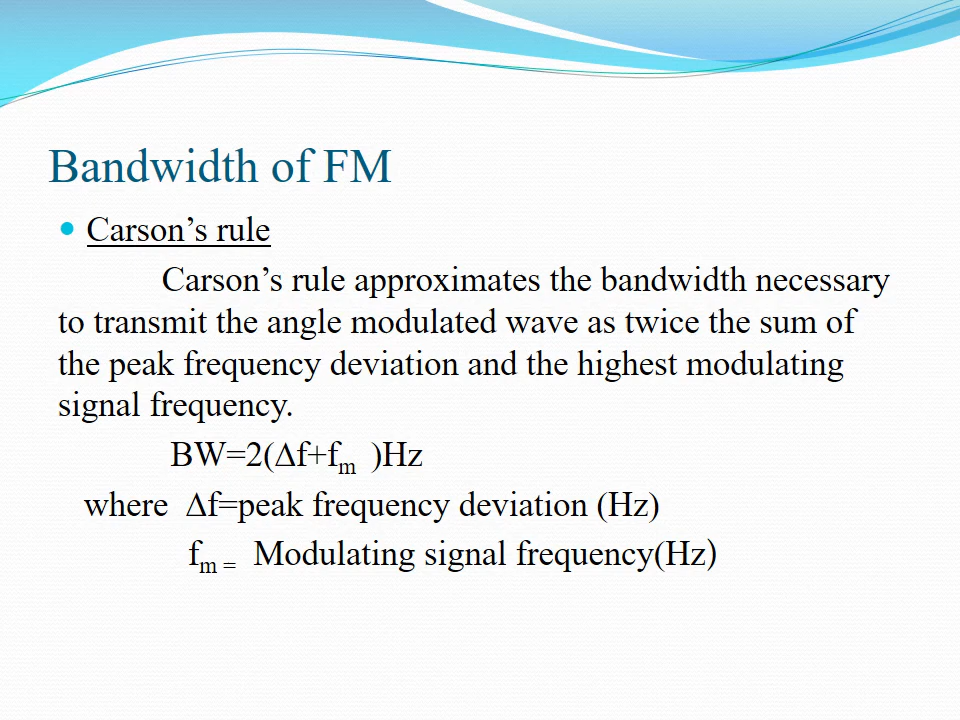 Bandwidth of FM
• Carson’s rule
Carson’s rule approximates the bandwidth necessary
to transmit the angle modulated wave as twice the sum of
the peak frequency deviation and the highest modulating
signal frequency.
BW=2(Δf+fₘ )Hz
where Δf=peak frequency deviation (Hz)
fₘ₌ Modulating signal frequency(Hz)